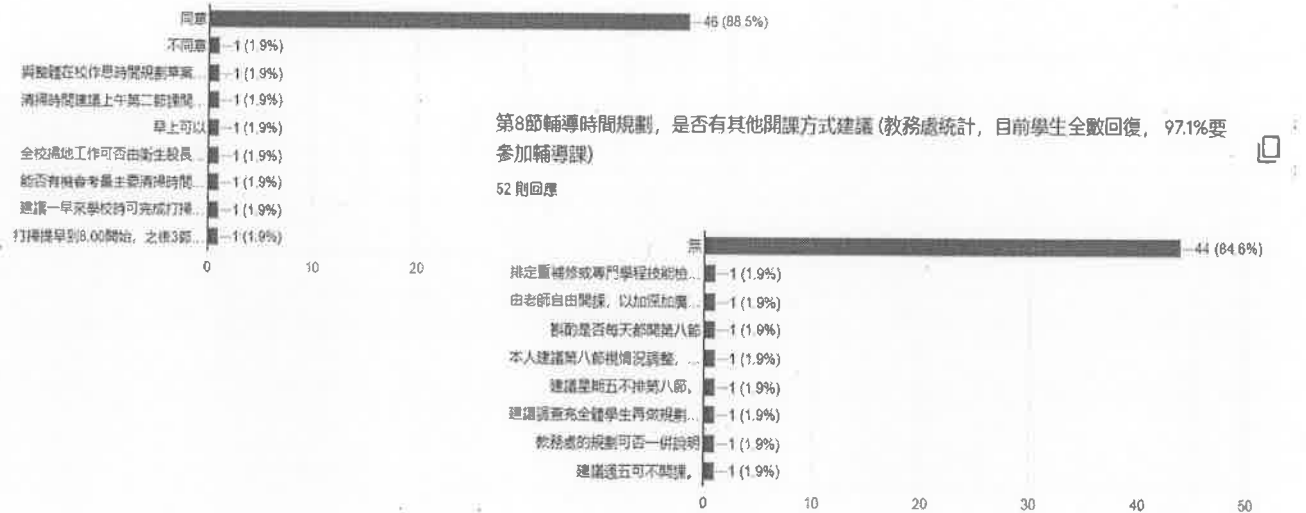 同意 46 (88.5%)
不同意 1 (1.9%)
與整體在校作息時間規劃草案... 1 (1.9%)
清掃時間建議上午第二節課間... 1 (1.9%)
早上可以 1 (1.9%)
全校掃地工作可否由衛生股長... 1 (1.9%)
能否有機會考量主要清掃時間... 1 (1.9%)
建議一早來學校時可完成打掃... 1 (1.9%)
打掃提早到8.00開始，之後3節... 1 (1.9%)
0 10 20
第8節輔導時間規劃，是否有其他開課方式建議 (教務處統計，目前學生全數回復，97.1%要
參加輔導課)
52 則回應
無 44 (84.6%)
排定重補修或專門學程技能檢... 1 (1.9%)
由老師自由開課，以加深加廣... 1 (1.9%)
斟酌是否每天都開第八節 1 (1.9%)
本人建議第八節視情況調整，... 1 (1.9%)
建議星期五不排第八節， 1 (1.9%)
建議調查完全體學生再做規劃... 1 (1.9%)
教務處的規劃可否一併說明 1 (1.9%)
建議週五可不開課。 1 (1.9%)
0 10 20 30 40 50